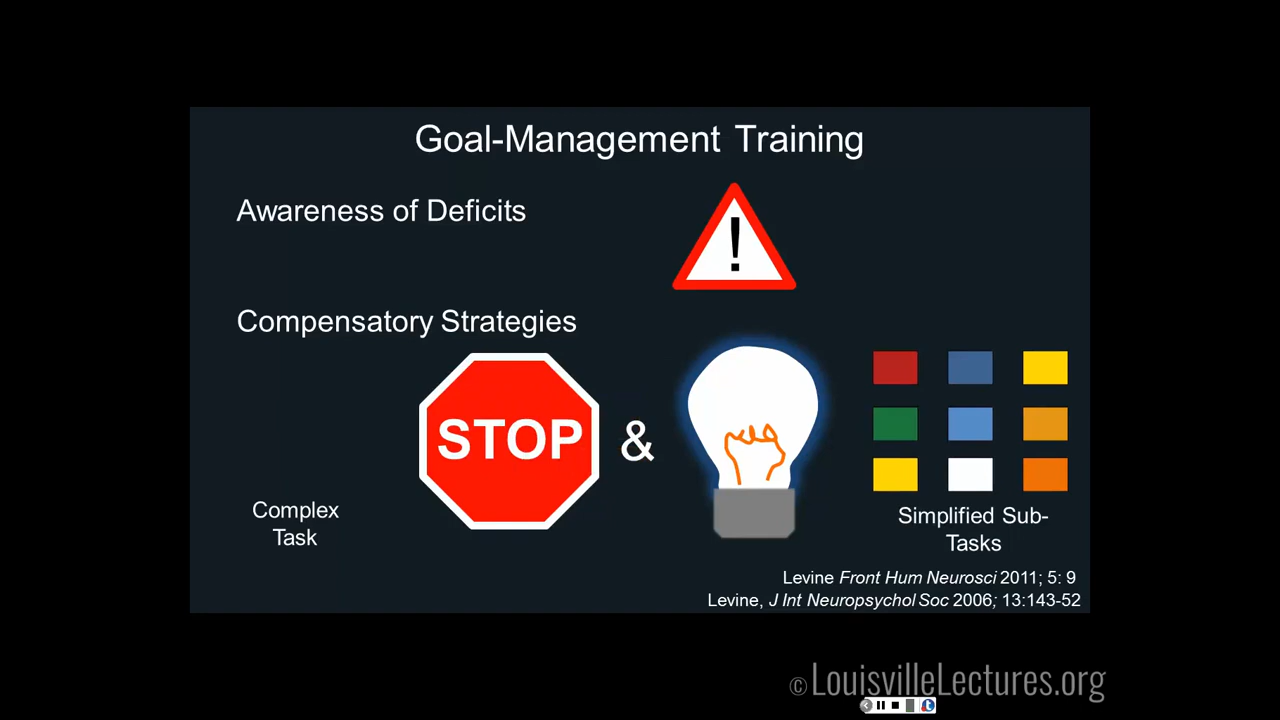 Goal-Management Training
Awareness of Deficits
!
Compensatory Strategies
STOP
&
Complex
Task
Simplified Sub-
Tasks
Levine Front Hum Neurosci 2011; 5: 9
Levine, J Int Neuropsychol Soc 2006; 13:143-52
© LouisvilleLectures.org